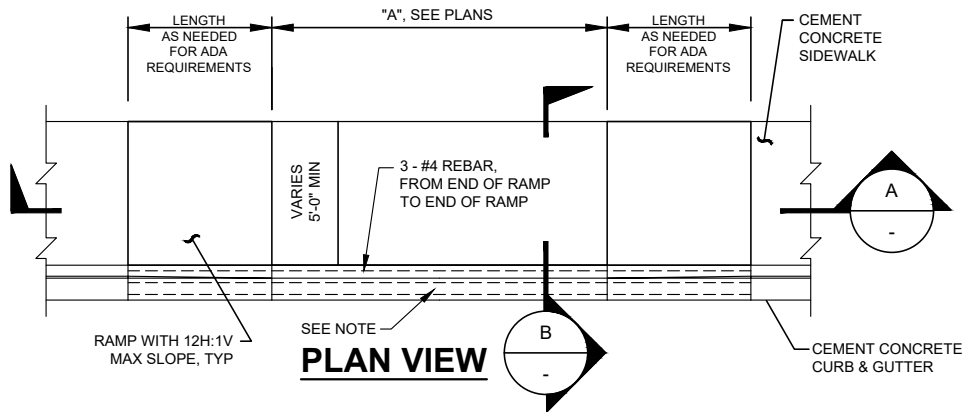 LENGTH
AS NEEDED
FOR ADA
REQUIREMENTS
"A", SEE PLANS
LENGTH
AS NEEDED
FOR ADA
REQUIREMENTS
CEMENT
CONCRETE
SIDEWALK
VARIES
5'-0" MIN
3 - #4 REBAR,
FROM END OF RAMP
TO END OF RAMP
A
-
RAMP WITH 12H:1V
MAX SLOPE, TYP
SEE NOTE
PLAN VIEW
B
-
CEMENT CONCRETE
CURB & GUTTER